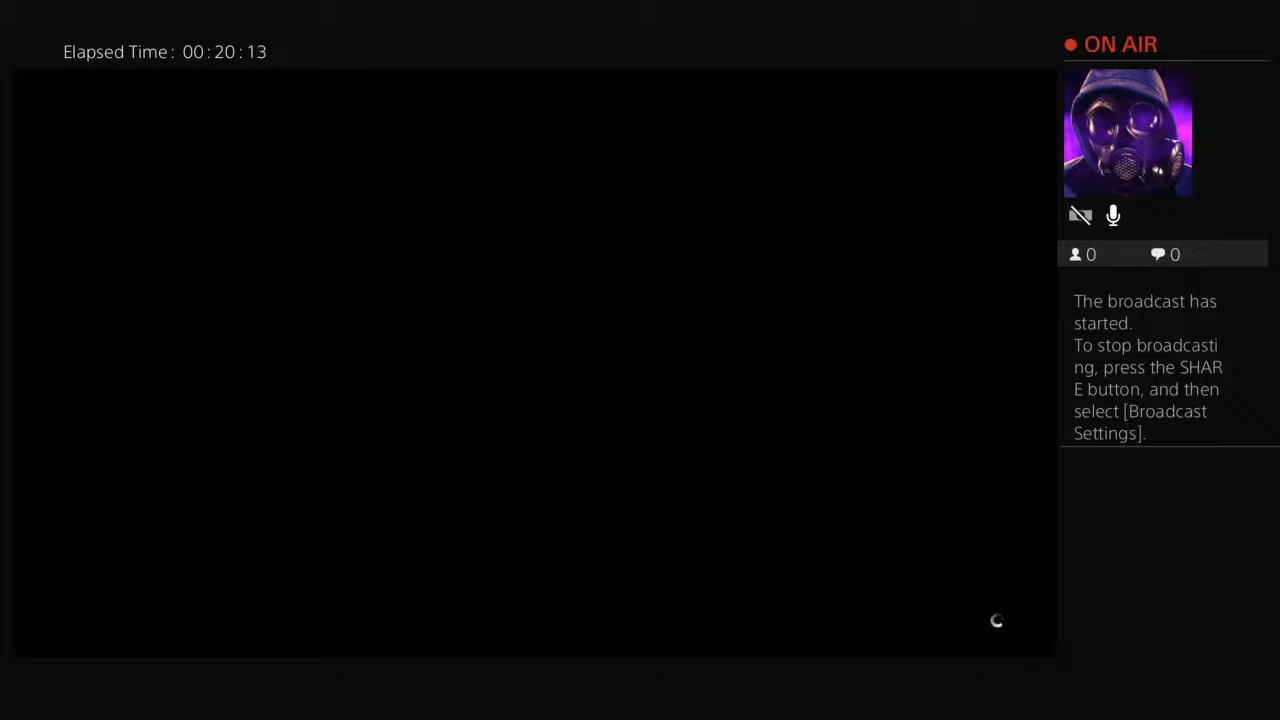 Elapsed Time: 00:20:13
ON AIR
0 0
The broadcast has
started.
To stop broadcasti
ng, press the SHAR
E button, and then
select [Broadcast
Settings].